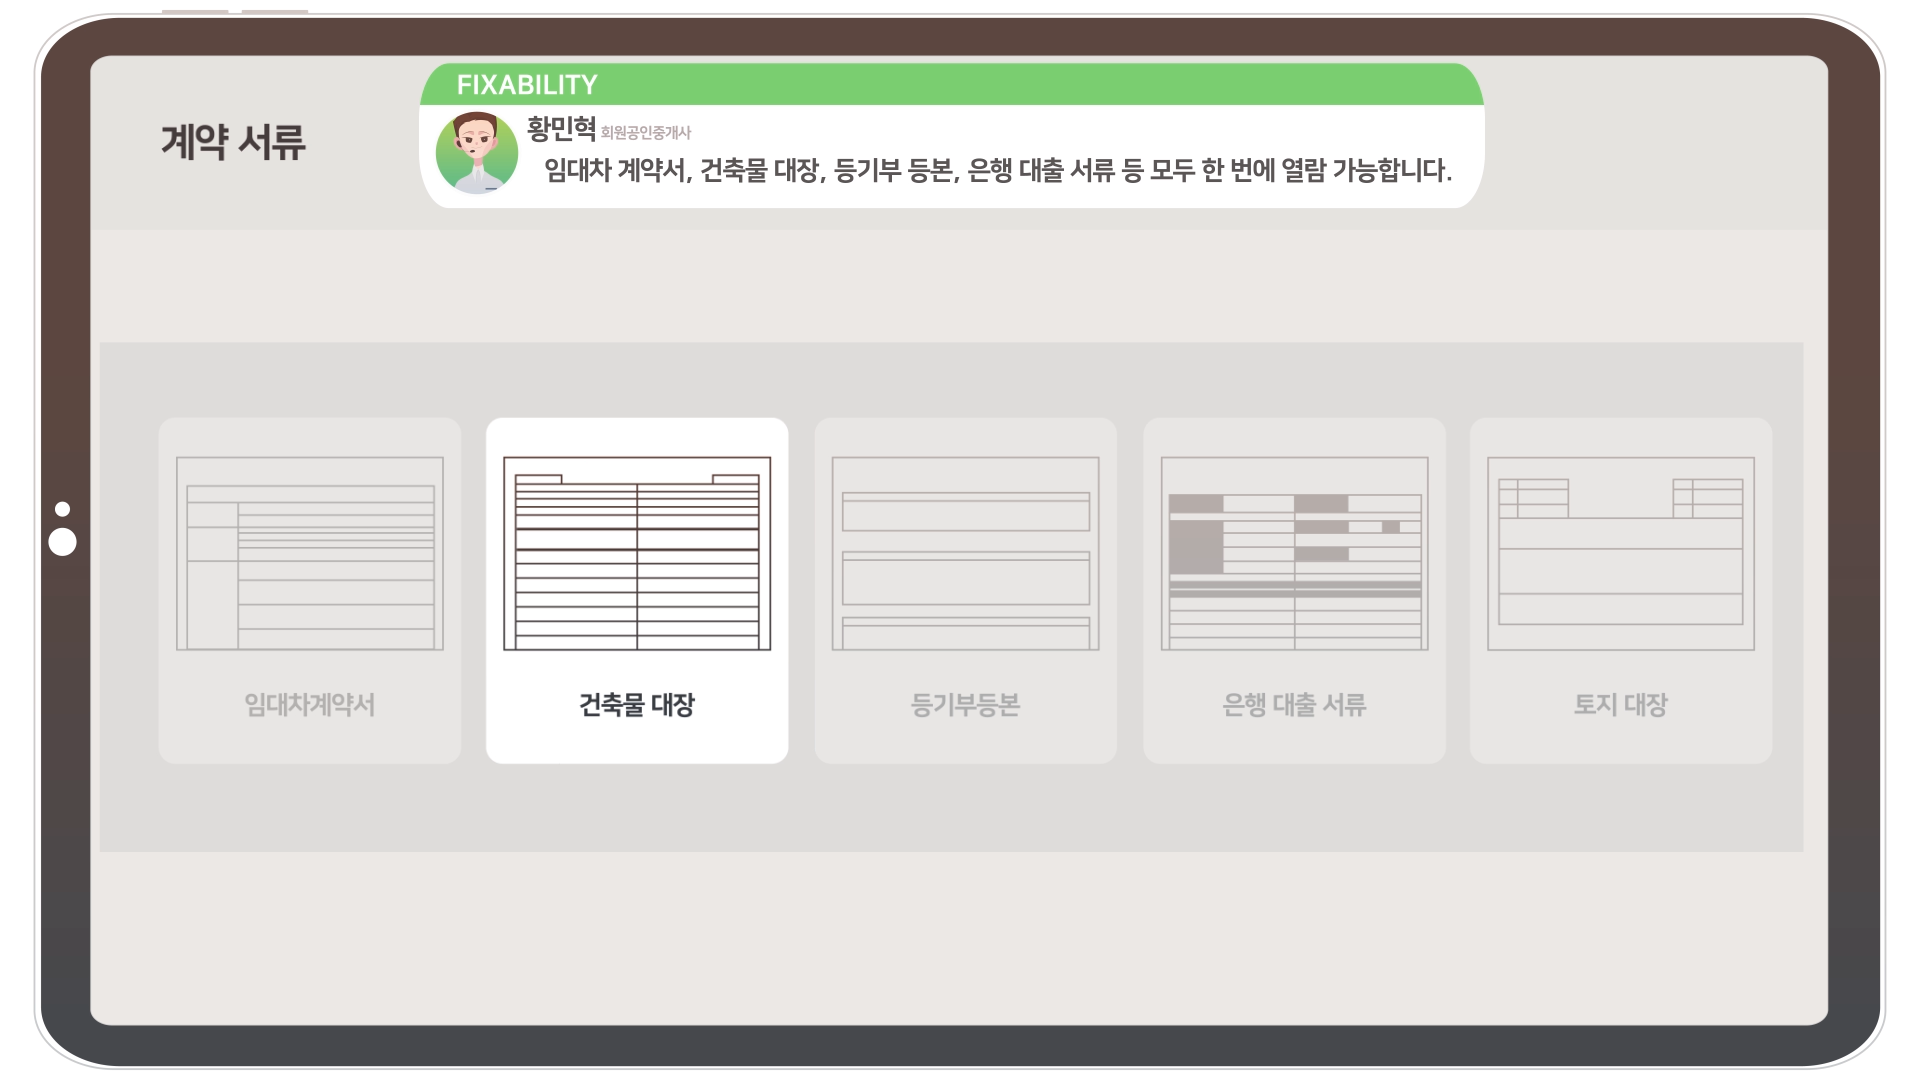 FIXABILITY
계약 서류
황민혁 회원공인중개사
임대차 계약서, 건축물 대장, 등기부 등본, 은행 대출 서류 등 모두 한 번에 열람 가능합니다.
임대차계약서
건축물 대장
등기부등본
은행 대출 서류
토지 대장